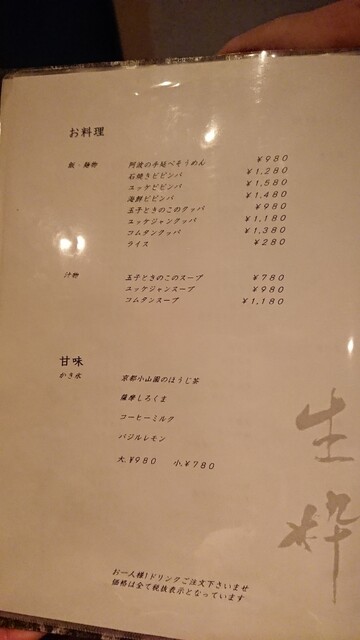 お料理
飯・麺物
阿波の手延べそうめん ¥980
石焼きビビンバ ¥1,280
ユッケビビンバ ¥1,580
海鮮ビビンバ ¥1,480
玉子ときのこのクッパ ¥980
ユッケジャンクッパ ¥1,180
コムタンクッパ ¥1,380
ライス ¥280
汁物
玉子ときのこのスープ ¥780
ユッケジャンスープ ¥980
コムタンスープ ¥1,180
甘味
かき氷
京都小山園のほうじ茶
薩摩しろくま
コーヒーミルク
バジルレモン
大.¥980 小.¥780
生粋
お一人様1ドリンクご注文下さいませ
価格は全て税抜表示となっています